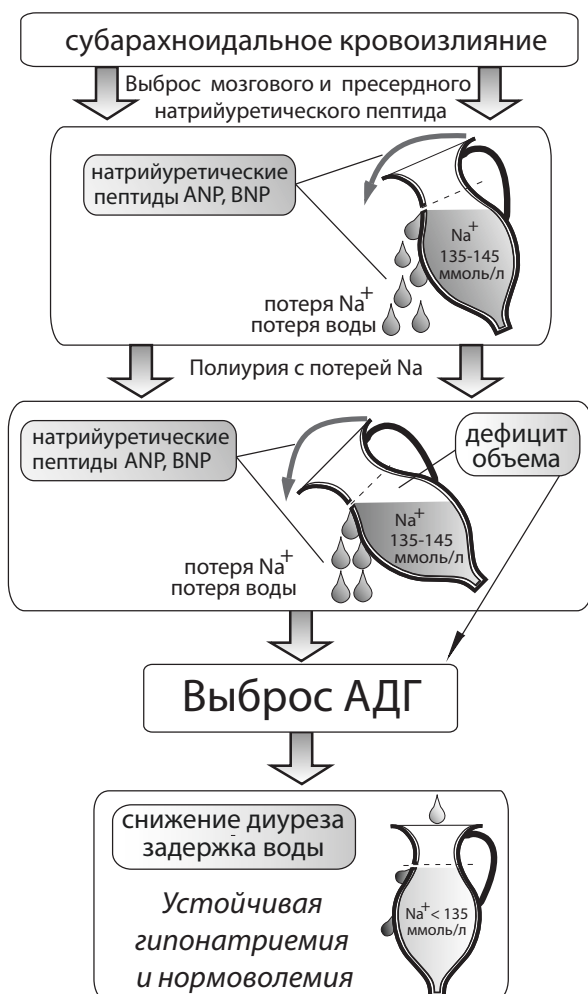 субарахноидальное кровоизлияние
Выброс мозгового и пресердного
натрийуретического пептида
натрийуретические
пептиды ANP, BNP
Na+
135-145
ммоль/л
потеря Na+
потеря воды
Полиурия с потерей Na
натрийуретические
пептиды ANP, BNP
дефицит
объема
Na+
135-145
ммоль/л
потеря Na+
потеря воды
Выброс АДГ
снижение диуреза
задержка воды
Na+< 135
ммоль/л
Устойчивая
гипонатриемия
и нормоволемия